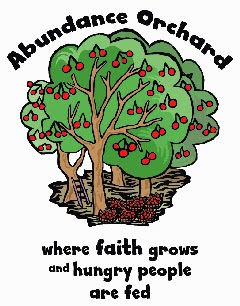 Abundance Orchard
where faith grows
and hungry people
are fed